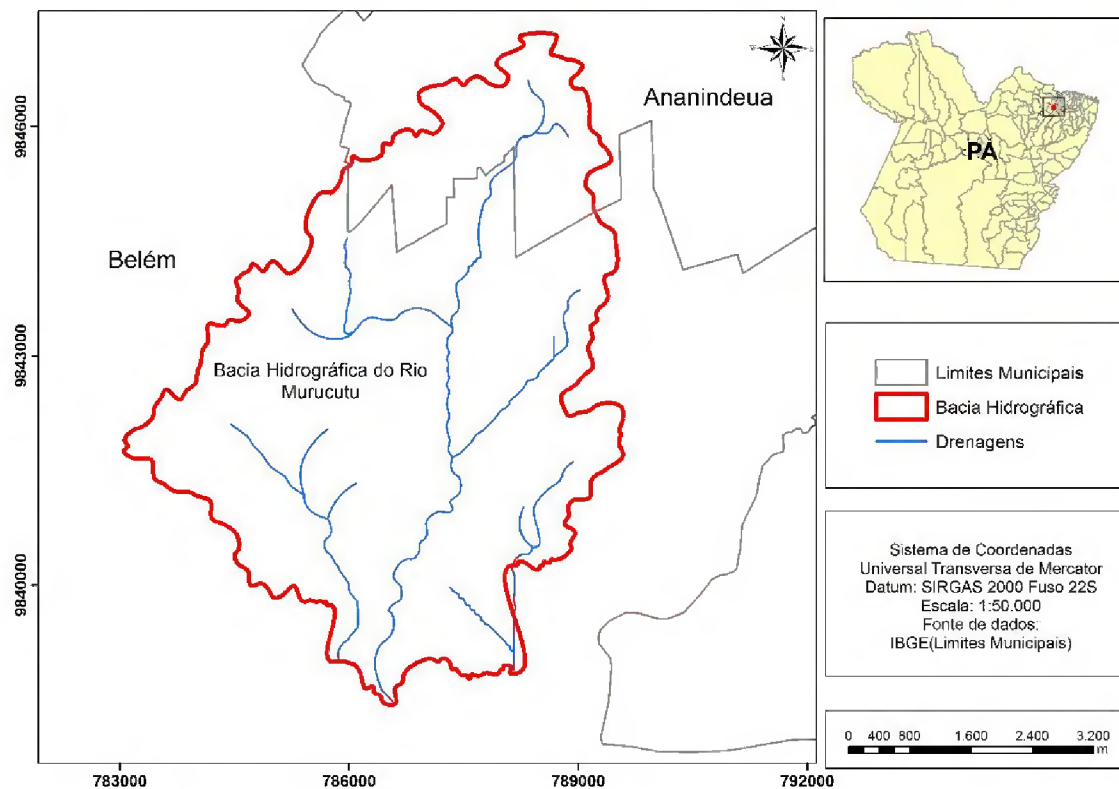 Ananindeua
Belém
Bacia Hidrográfica do Rio
Murucutu
9846000
9843000
9840000
783000
786000
789000
792000
PÁ
Limites Municipais
Bacia Hidrográfica
Drenagens
Sistema de Coordenadas
Universal Transversa de Mercator
Datum: SIRGAS 2000 Fuso 22S
Escala: 1:50.000
Fonte de dados:
IBGE(Limites Municipais)
0 400 800 1.600 2.400 3.200
m